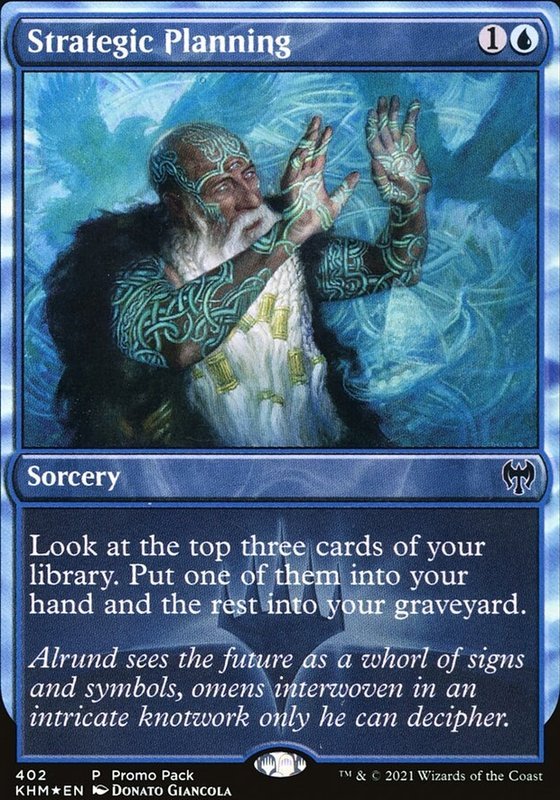 Strategic Planning 1
Sorcery
Look at the top three cards of your
library. Put one of them into your
hand and the rest into your graveyard.
Alrund sees the future as a whorl of signs
and symbols, omens interwoven in an
intricate knotwork only he can decipher.
402 P Promo Pack ™ & © 2021 Wizards of the Coast
KHM★EN Donato Giancola